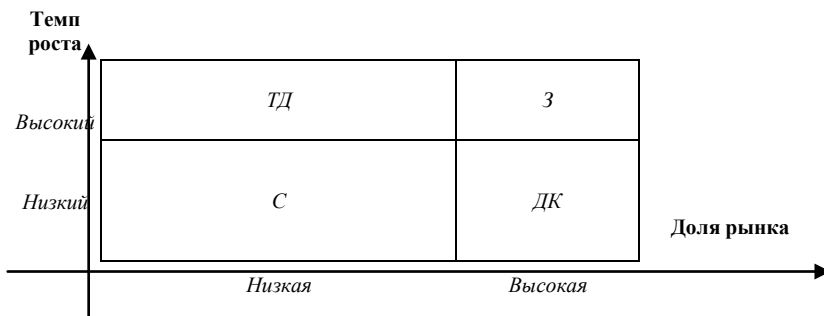 Темп
роста
ТД
З
Высокий
Низкий
С
ДК
Доля рынка
Низкая
Высокая